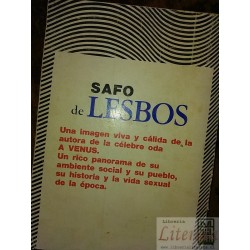 SAFO
de LESBOS
Una imagen viva y cálida de la
autora de la célebre oda
A VENUS.
Un rico panorama de su
ambiente social y su pueblo,
su historia y la vida sexual
de la época.
Librería